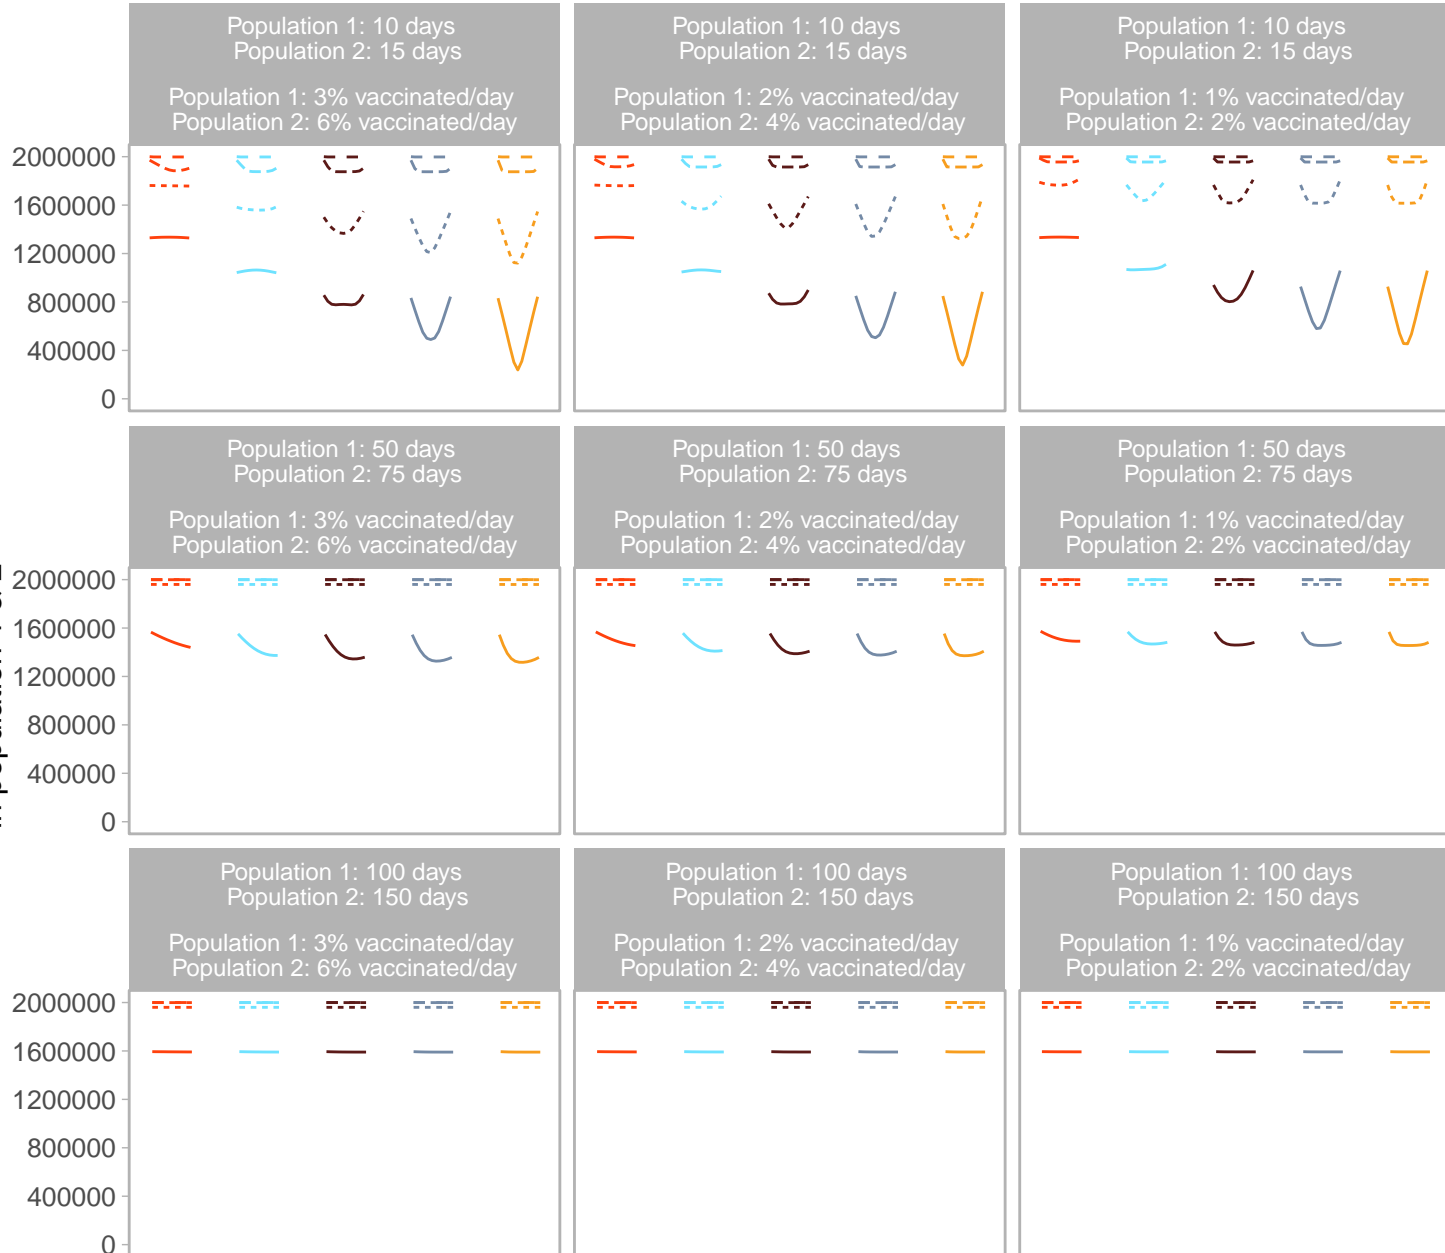 Population 1: 10 days
Population 2: 15 days
Population 1: 3% vaccinated/day
Population 2: 6% vaccinated/day
Population 1: 10 days
Population 2: 15 days
Population 1: 2% vaccinated/day
Population 2: 4% vaccinated/day
Population 1: 10 days
Population 2: 15 days
Population 1: 1% vaccinated/day
Population 2: 2% vaccinated/day
2000000
1600000
1200000
800000
400000
0
Population 1: 50 days
Population 2: 75 days
Population 1: 3% vaccinated/day
Population 2: 6% vaccinated/day
Population 1: 50 days
Population 2: 75 days
Population 1: 2% vaccinated/day
Population 2: 4% vaccinated/day
Population 1: 50 days
Population 2: 75 days
Population 1: 1% vaccinated/day
Population 2: 2% vaccinated/day
2000000
1600000
1200000
800000
400000
0
Population 1: 100 days
Population 2: 150 days
Population 1: 3% vaccinated/day
Population 2: 6% vaccinated/day
Population 1: 100 days
Population 2: 150 days
Population 1: 2% vaccinated/day
Population 2: 4% vaccinated/day
Population 1: 100 days
Population 2: 150 days
Population 1: 1% vaccinated/day
Population 2: 2% vaccinated/day
2000000
1600000
1200000
800000
400000
0